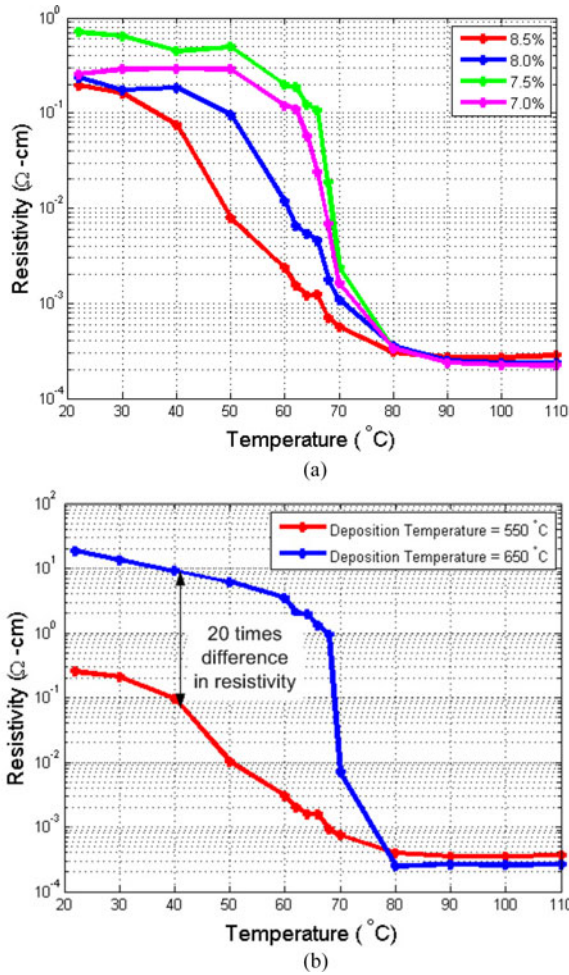 10^0
10^-1
10^-2
10^-3
10^-4
Resistivity (Ω -cm)
8.5%
8.0%
7.5%
7.0%
20 30 40 50 60 70 80 90 100 110
Temperature (°C)
(a)
10^2
10^1
10^0
10^-1
10^-2
10^-3
10^-4
Resistivity (Ω -cm)
Deposition Temperature = 550 °C
Deposition Temperature = 650 °C
20 times
difference
in resistivity
20 30 40 50 60 70 80 90 100 110
Temperature (°C)
(b)